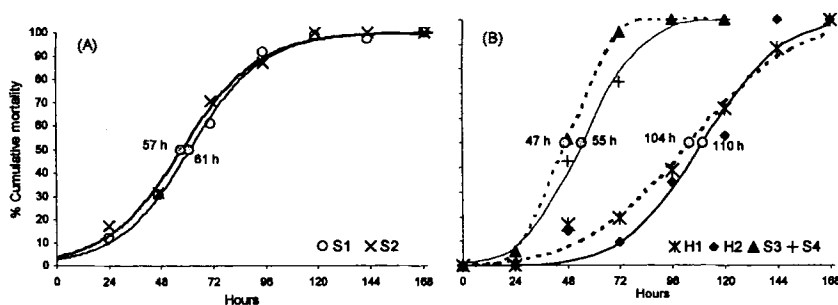 (A)
% Cumulative mortality
100
90
80
70
60
50
40
30
20
10
0
57 h
61 h
S1 S2
0 24 48 72 96 120 144 168
Hours
(B)
47 h 55 h 104 h 110 h
H1 H2 S3 S4
0 24 48 72 96 120 144 168
Hours